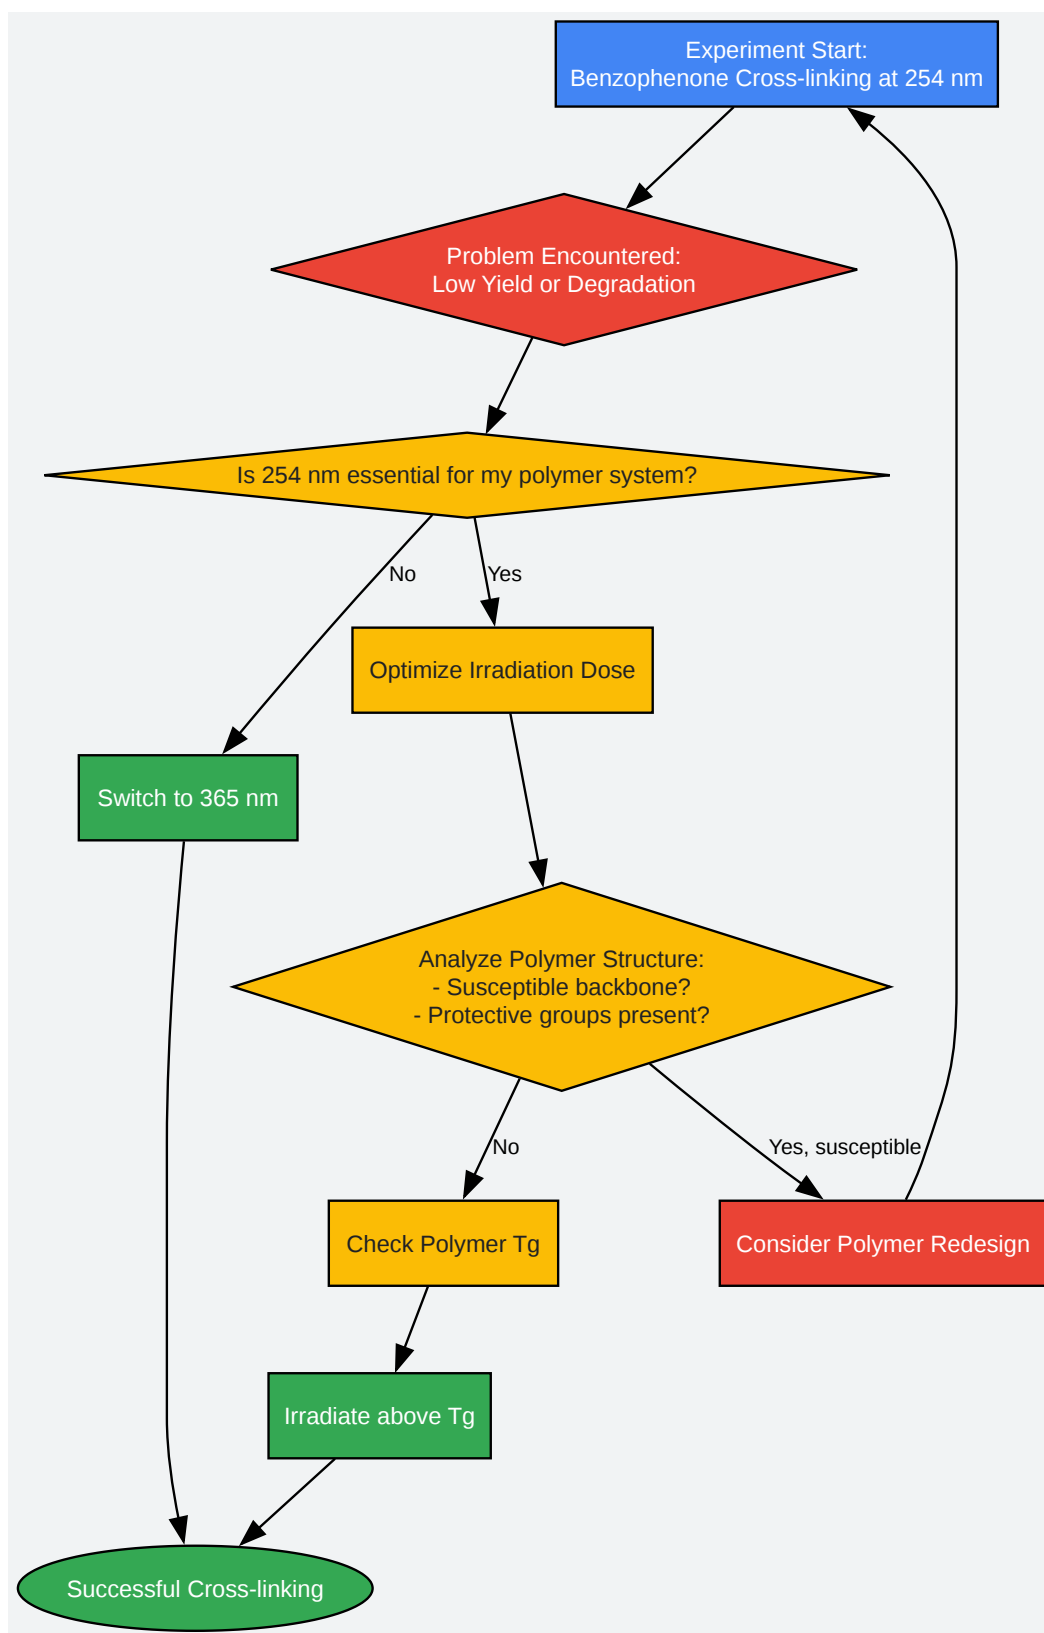 Experiment Start:
Benzophenone Cross-linking at 254 nm
Problem Encountered:
Low Yield or Degradation
Is 254 nm essential for my polymer system?
No
Yes
Optimize Irradiation Dose
Switch to 365 nm
Analyze Polymer Structure:
- Susceptible backbone?
- Protective groups present?
No
Yes, susceptible
Check Polymer Tg
Consider Polymer Redesign
Irradiate above Tg
Successful Cross-linking